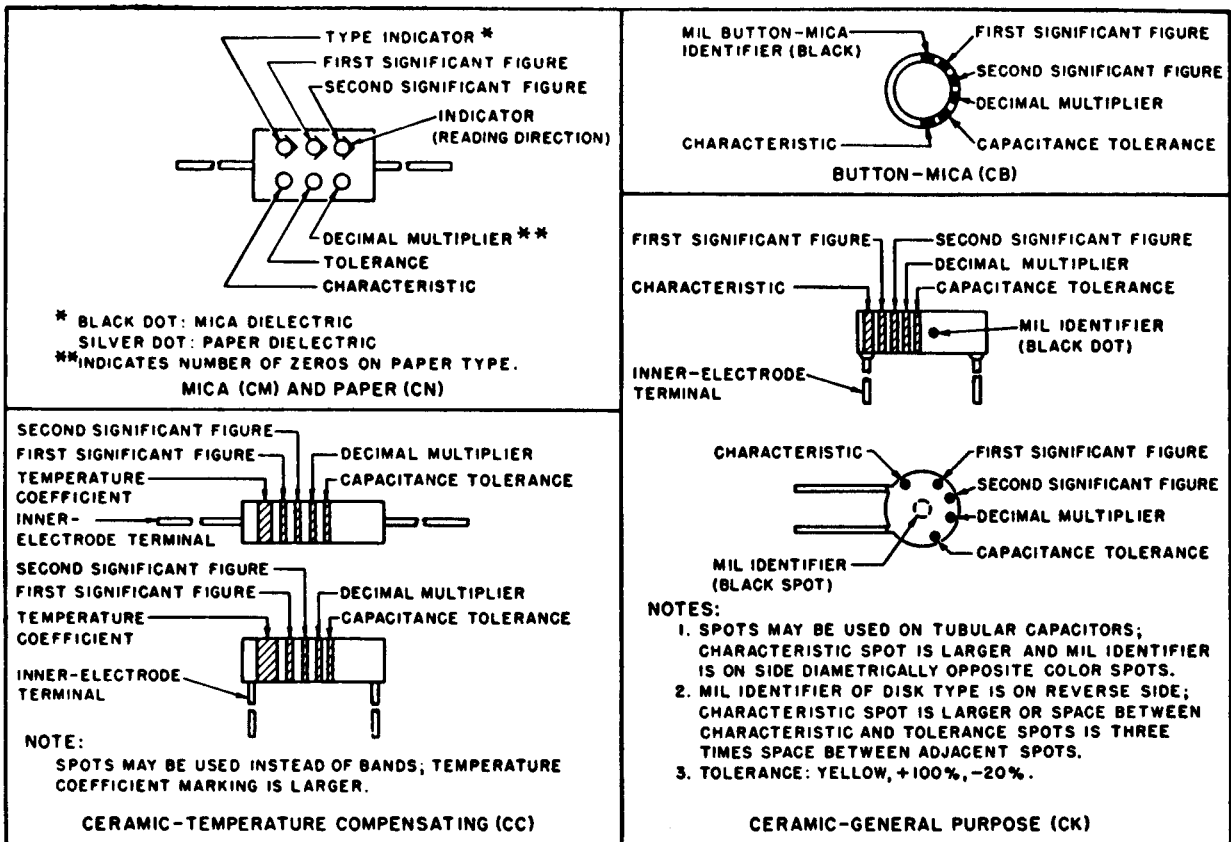 TYPE INDICATOR *
FIRST SIGNIFICANT FIGURE
SECOND SIGNIFICANT FIGURE
INDICATOR
(READING DIRECTION)
DECIMAL MULTIPLIER **
TOLERANCE
CHARACTERISTIC
* BLACK DOT: MICA DIELECTRIC
SILVER DOT: PAPER DIELECTRIC
**INDICATES NUMBER OF ZEROS ON PAPER TYPE.
MICA (CM) AND PAPER (CN)
MIL BUTTON-MICA
IDENTIFIER (BLACK)
FIRST SIGNIFICANT FIGURE
SECOND SIGNIFICANT FIGURE
DECIMAL MULTIPLIER
CHARACTERISTIC
CAPACITANCE TOLERANCE
BUTTON-MICA (CB)
SECOND SIGNIFICANT FIGURE
FIRST SIGNIFICANT FIGURE
DECIMAL MULTIPLIER
TEMPERATURE
COEFFICIENT
CAPACITANCE TOLERANCE
INNER-
ELECTRODE TERMINAL
SECOND SIGNIFICANT FIGURE
FIRST SIGNIFICANT FIGURE
DECIMAL MULTIPLIER
TEMPERATURE
COEFFICIENT
CAPACITANCE TOLERANCE
INNER-ELECTRODE
TERMINAL
NOTE:
SPOTS MAY BE USED INSTEAD OF BANDS; TEMPERATURE
COEFFICIENT MARKING IS LARGER.
CERAMIC-TEMPERATURE COMPENSATING (CC)
FIRST SIGNIFICANT FIGURE
SECOND SIGNIFICANT FIGURE
DECIMAL MULTIPLIER
CHARACTERISTIC
CAPACITANCE TOLERANCE
MIL IDENTIFIER
(BLACK DOT)
INNER-ELECTRODE
TERMINAL
CHARACTERISTIC
FIRST SIGNIFICANT FIGURE
SECOND SIGNIFICANT FIGURE
DECIMAL MULTIPLIER
CAPACITANCE TOLERANCE
MIL IDENTIFIER
(BLACK SPOT)
NOTES:
1. SPOTS MAY BE USED ON TUBULAR CAPACITORS;
CHARACTERISTIC SPOT IS LARGER AND MIL IDENTIFIER
IS ON SIDE DIAMETRICALLY OPPOSITE COLOR SPOTS.
2. MIL IDENTIFIER OF DISK TYPE IS ON REVERSE SIDE;
CHARACTERISTIC SPOT IS LARGER OR SPACE BETWEEN
CHARACTERISTIC AND TOLERANCE SPOTS IS THREE
TIMES SPACE BETWEEN ADJACENT SPOTS.
3. TOLERANCE: YELLOW, +100%, -20%.
CERAMIC-GENERAL PURPOSE (CK)